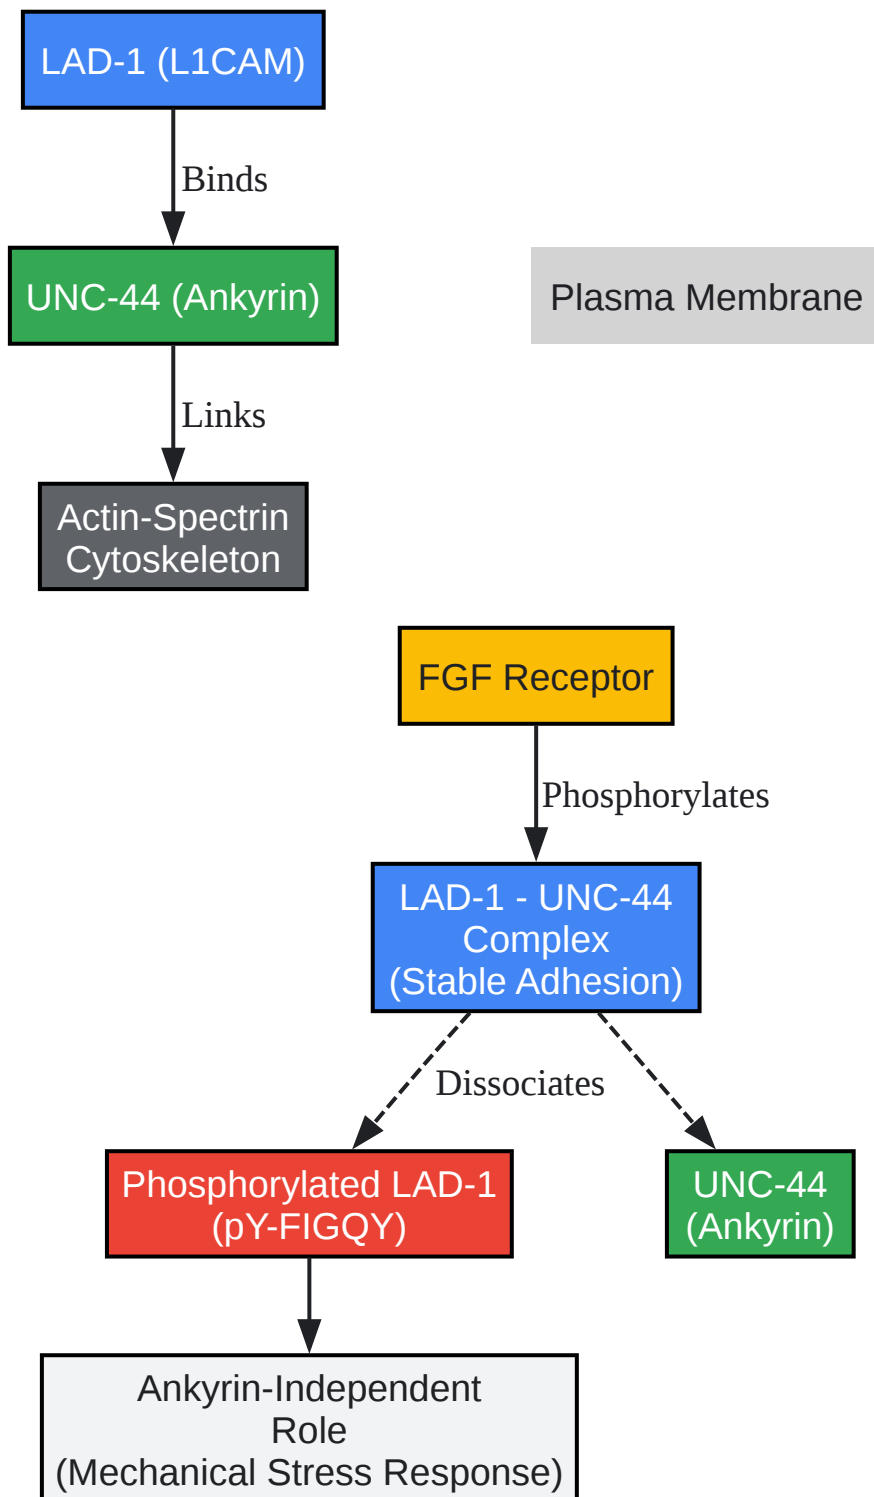 LAD-1 (L1CAM)
Binds
UNC-44 (Ankyrin)
Plasma Membrane
Links
Actin-Spectrin
Cytoskeleton
FGF Receptor
Phosphorylates
LAD-1 - UNC-44
Complex
(Stable Adhesion)
Dissociates
Phosphorylated LAD-1
(pY-FIGQY)
UNC-44
(Ankyrin)
Ankyrin-Independent
Role
(Mechanical Stress Response)